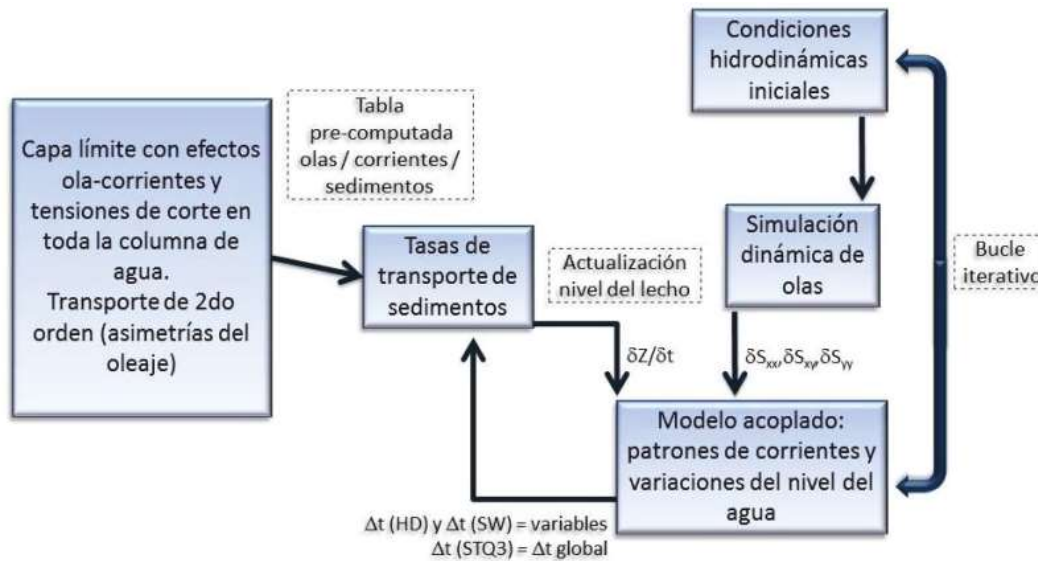 Condiciones
hidrodinámicas
iniciales
Tabla
pre-computada
olas / corrientes /
sedimentos
Capa límite con efectos
ola-corrientes y
tensiones de corte en
toda la columna de
agua.
Transporte de 2do
orden (asimetrías del
oleaje)
Tasas de
transporte de
sedimentos
Actualización
nivel del lecho
Simulación
dinámica de
olas
Bucle
iterativo
δZ/δt
δSxx,δSxy,δSyy
Modelo acoplado:
patrones de corrientes y
variaciones del nivel del
agua
Δt (HD) y Δt (SW) = variables
Δt (STQ3) = Δt global